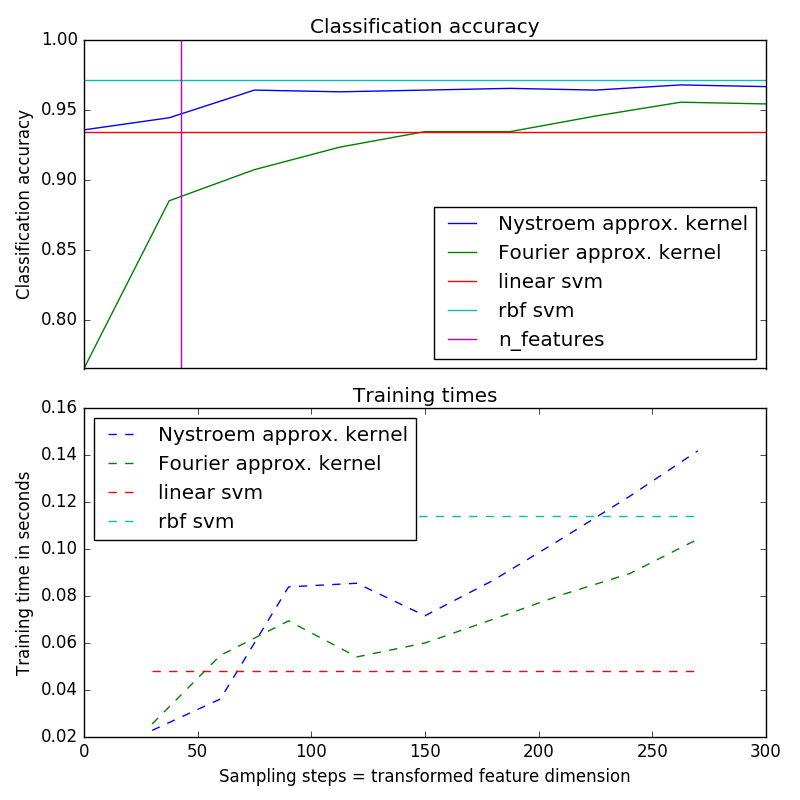 Classification accuracy
1.00
0.95
0.90
0.85
0.80
Classification accuracy
Nystroem approx. kernel
Fourier approx. kernel
linear svm
rbf svm
n_features
Training times
0.16
0.14
0.12
0.10
0.08
0.06
0.04
0.02
Training time in seconds
Nystroem approx. kernel
Fourier approx. kernel
linear svm
rbf svm
0 50 100 150 200 250 300
Sampling steps = transformed feature dimension